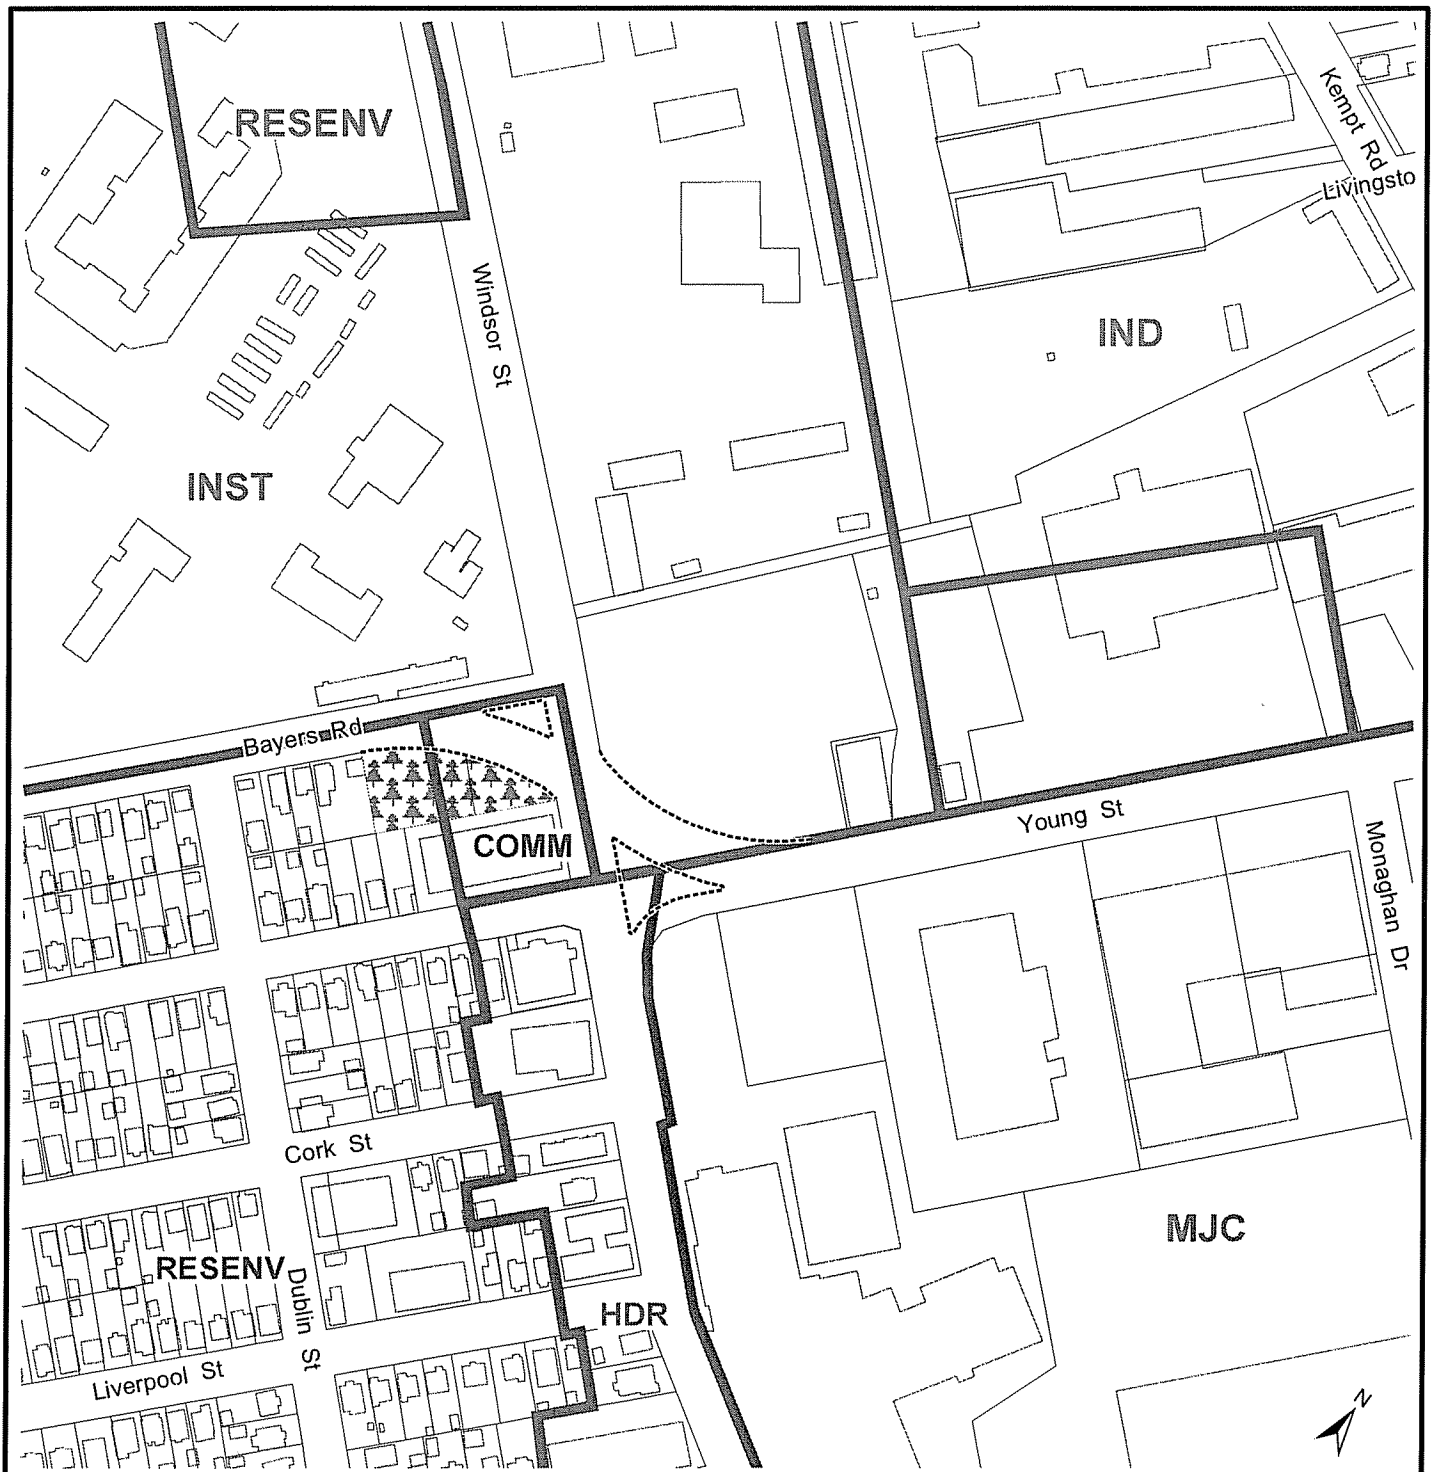 RESENV
Kempt Rd
Livingsto
Windsor St
IND
INST
Bayers Rd
COMM
Young St
Monaghan Dr
Cork St
MJC
RESENV
Dublin St
HDR
Liverpool St
N